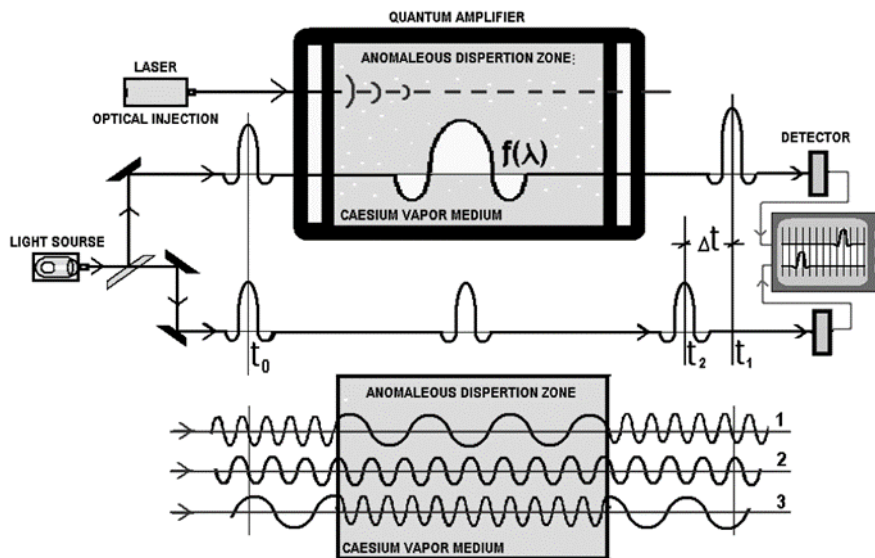 QUANTUM AMPLIFIER
ANOMALEOUS DISPERTION ZONE:
LASER
OPTICAL INJECTION
DETECTOR
f(λ)
CAESIUM VAPOR MEDIUM
LIGHT SOURSE
Δt
t₀
t₂
t₁
ANOMALEOUS DISPERTION ZONE
1
2
3
CAESIUM VAPOR MEDIUM